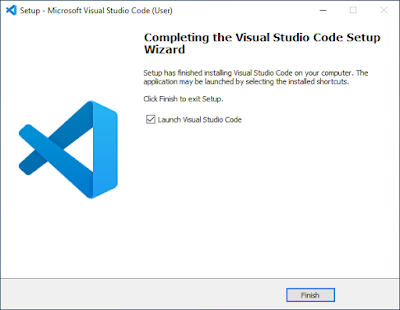 Setup - Microsoft Visual Studio Code (User)
Completing the Visual Studio Code Setup
Wizard
Setup has finished installing Visual Studio Code on your computer. The
application may be launched by selecting the installed shortcuts.
Click Finish to exit Setup.
Launch Visual Studio Code
Finish